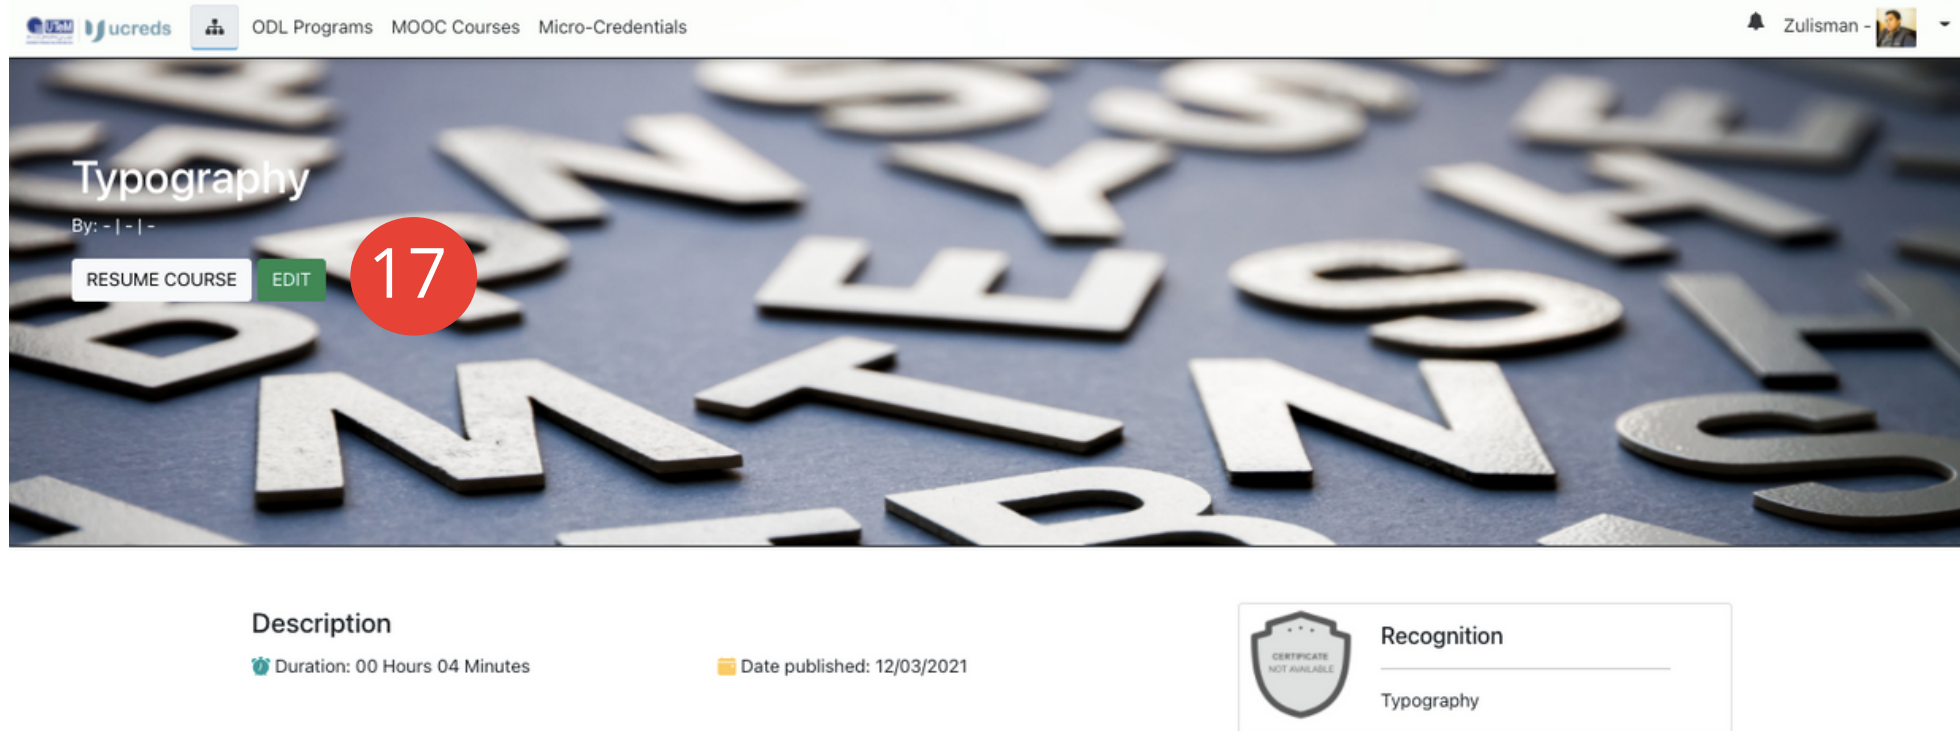 UTeM ucreds ODL Programs MOOC Courses Micro-Credentials Zulisman -
Typography
By: - | - | -
RESUME COURSE EDIT 17
Description
Duration: 00 Hours 04 Minutes Date published: 12/03/2021
CERTIFICATE
NOT AVAILABLE
Recognition
Typography